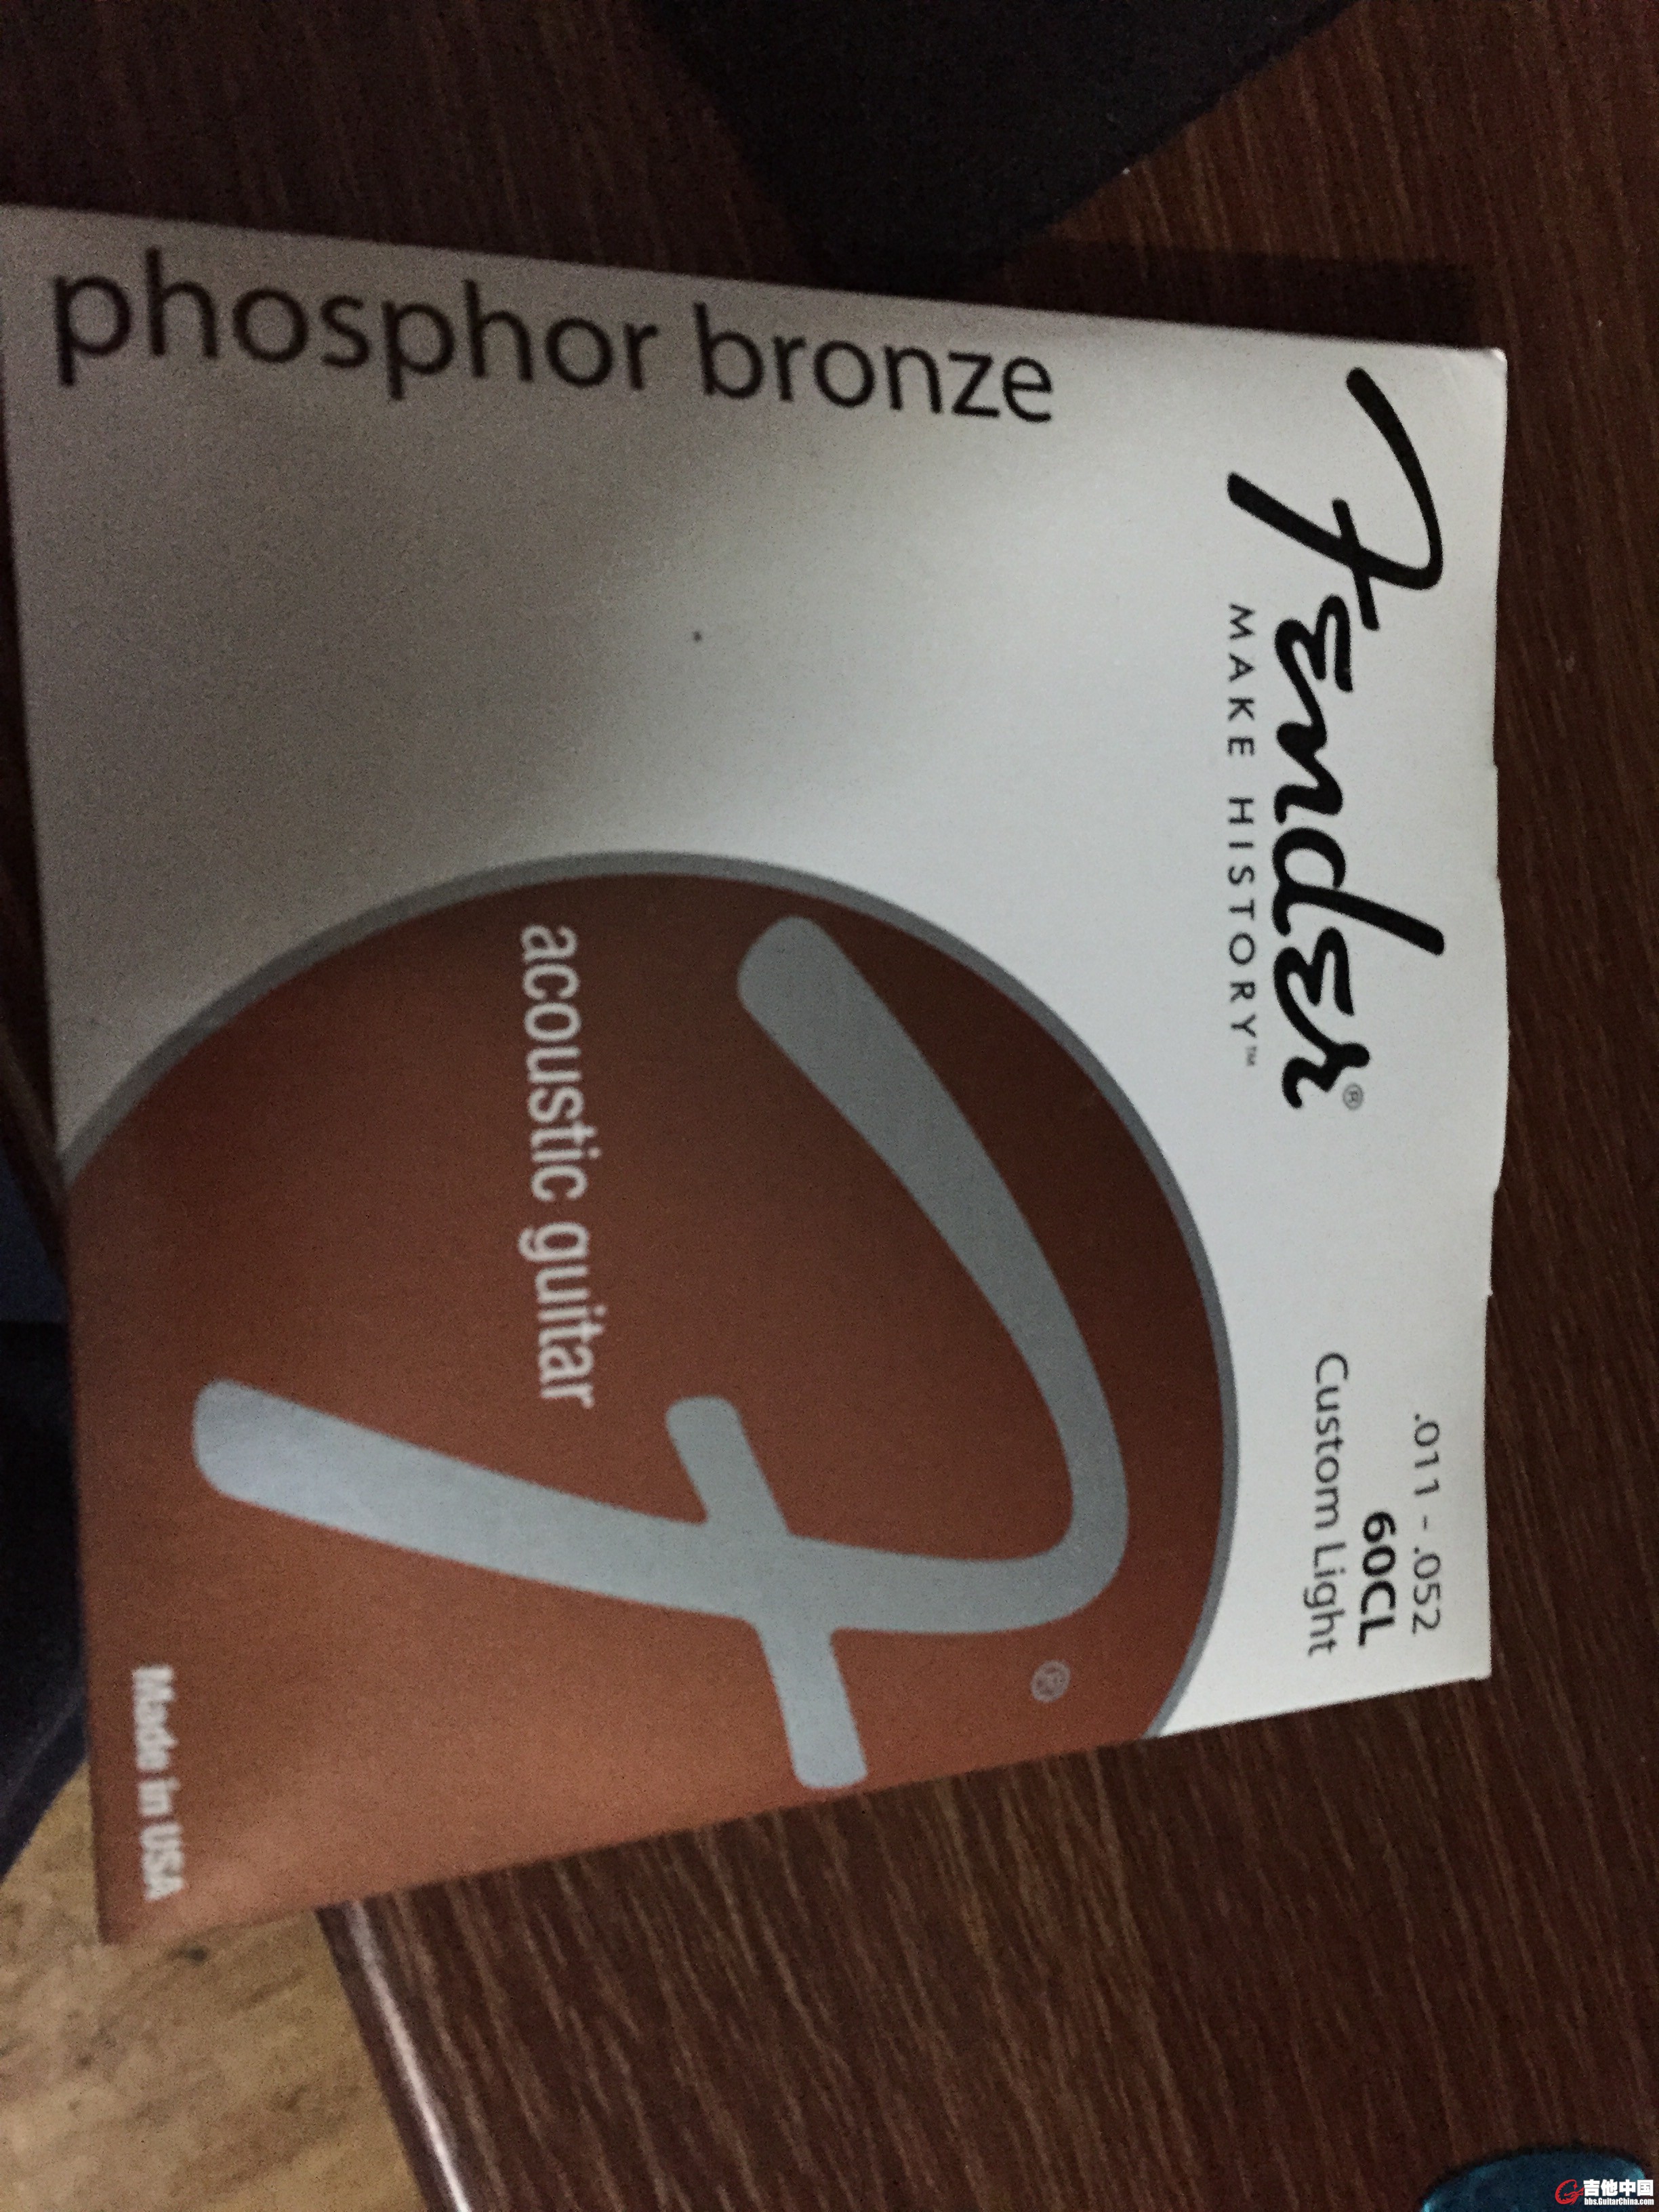 Fender®
MAKE HISTORY™
.011 - .052
60CL
Custom Light
phosphor bronze
acoustic guitar
®
Made in USA
吉他中国
bbs.GuitarChina.com